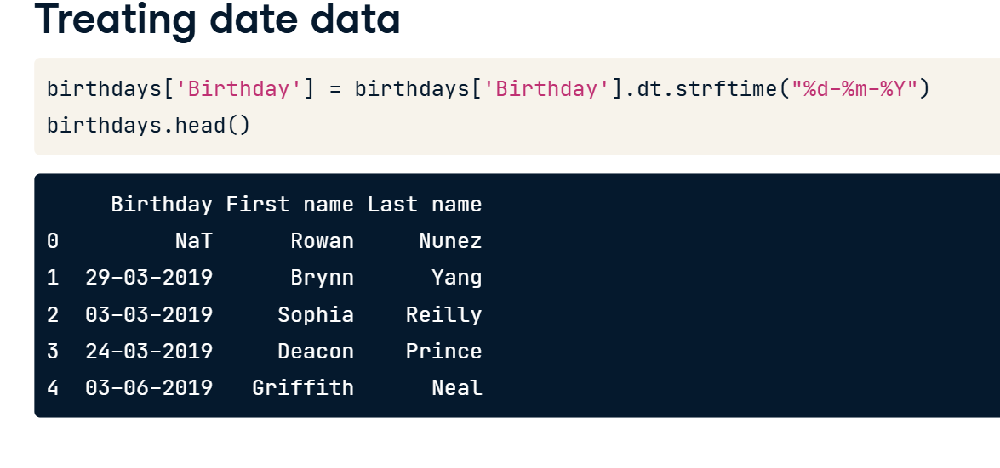 Treating date data
birthdays['Birthday'] = birthdays['Birthday'].dt.strftime("%d-%m-%Y")
birthdays.head()
     Birthday First name Last name
0         NaT      Rowan     Nunez
1  29-03-2019      Brynn      Yang
2  03-03-2019     Sophia    Reilly
3  24-03-2019     Deacon    Prince
4  03-06-2019   Griffith      Neal